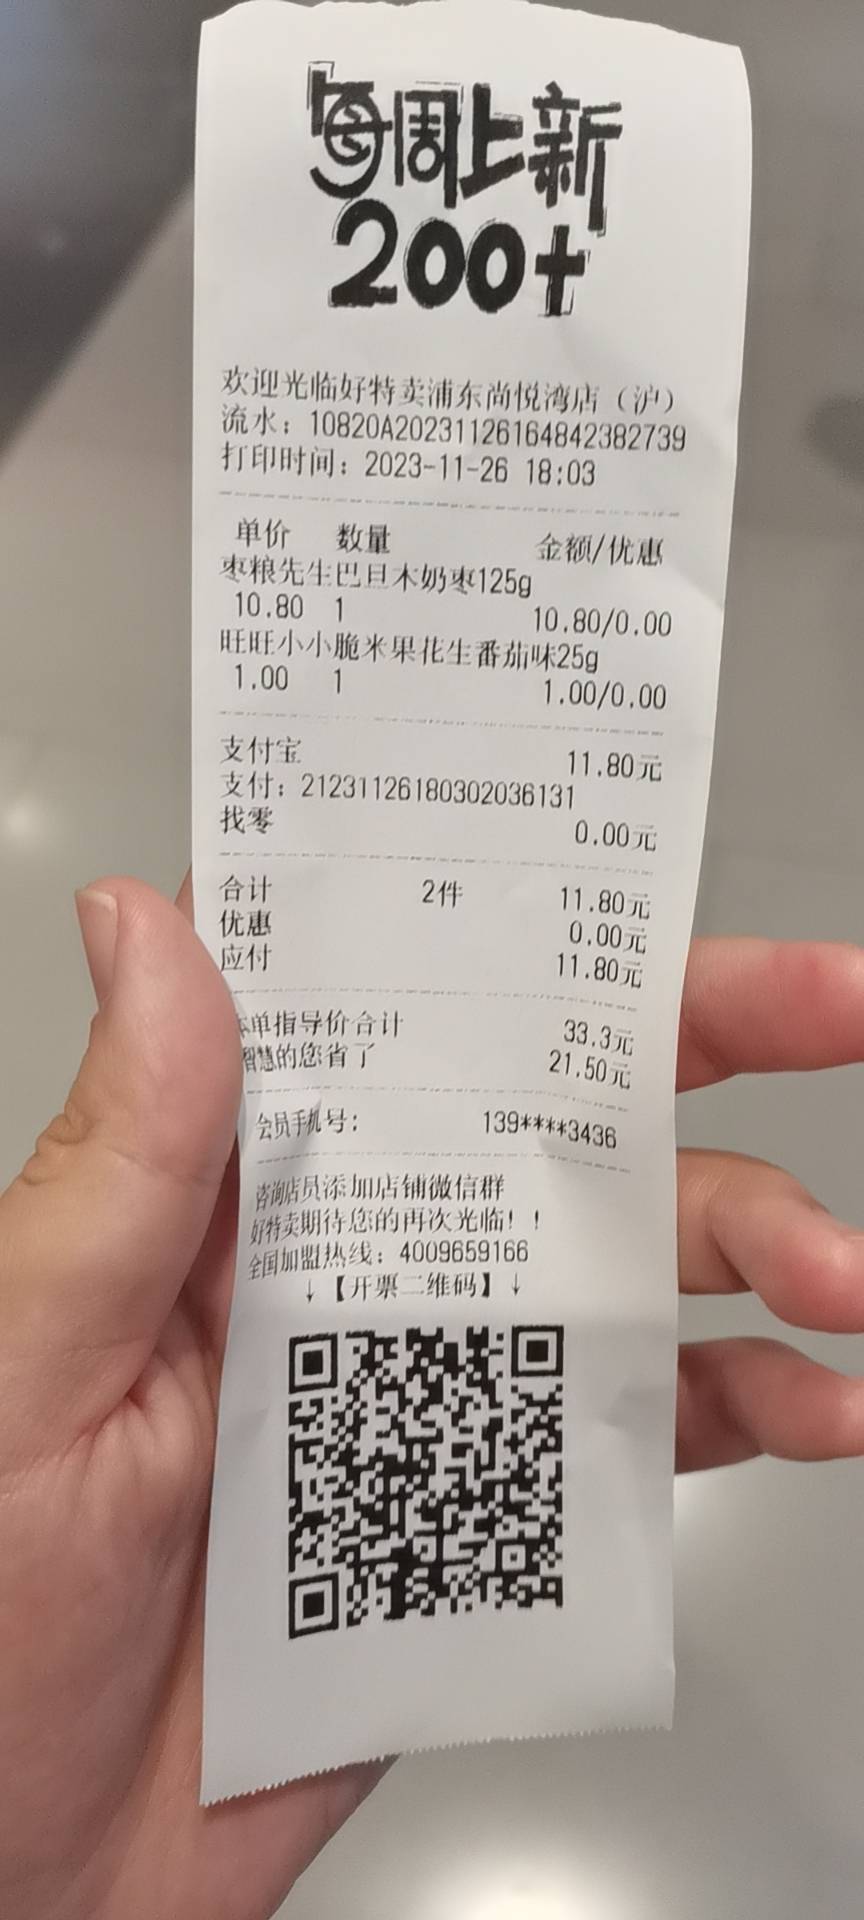 每周上新
200+
欢迎光临好特卖浦东尚悦湾店（沪）
流水：10820A20231126164842382739
打印时间：2023-11-26 18:03
单价 数量 金额/优惠
枣粮先生巴旦木奶枣125g
10.80 1 10.80/0.00
旺旺小小脆米果花生番茄味25g
1.00 1 1.00/0.00
支付宝 11.80元
支付：21231126180302036131
找零 0.00元
合计 2件 11.80元
优惠 0.00元
应付 11.80元
本单指导价合计 33.3元
智慧的您省了 21.50元
会员手机号： 139****3436
咨询店员添加店铺微信群
好特卖期待您的再次光临！！
全国加盟热线：4009659166
↓【开票二维码】↓